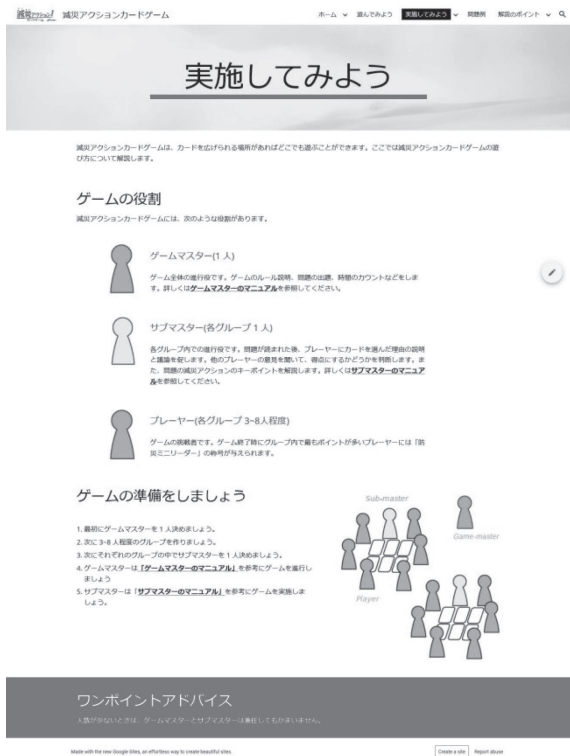 減災アクション! 減災アクションカードゲーム
ホーム 遊んでみよう 実施してみよう 問題例 解説のポイント
実施してみよう
減災アクションカードゲームは、カードを広げられる場所があればどこでも遊ぶことができます。ここでは減災アクションカードゲームの遊
び方について解説します。
ゲームの役割
減災アクションカードゲームには、次のような役割があります。
ゲームマスター(1 人)
ゲーム全体の進行役です。ゲームのルール説明、問題の出題、時間のカウントなどをしま
す。詳しくはゲームマスターのマニュアルを参照してください。
サブマスター(各グループ 1 人)
各グループ内での進行役です。問題が読まれた後、プレーヤーにカードを選んだ理由の説明
と議論を促します。他のプレーヤーの意見を聞いて、得点にするかどうかを判断します。ま
た、問題の減災アクションのキーポイントを解説します。詳しくはサブマスターのマニュア
ルを参照してください。
プレーヤー(各グループ 3~8人程度)
ゲームの挑戦者です。ゲーム終了時にグループ内で最もポイントが多いプレーヤーには「防
災ミニリーダー」の称号が与えられます。
ゲームの準備をしましょう
1. 最初にゲームマスターを 1 人決めましょう。
2. 次に 3~8 人程度のグループを作りましょう。
3. 次にそれぞれのグループの中でサブマスターを 1 人決めましょう。
4. ゲームマスターは「ゲームマスターのマニュアル」を参考にゲームを進行し
ましょう
5. サブマスターは「サブマスターのマニュアル」を参考にゲームを実施しま
しょう。
Sub-master
Game-master
Player
ワンポイントアドバイス
人数が少ないときは、ゲームマスターとサブマスターは兼任してもかまいません。
Made with the new Google Sites, an effortless way to create beautiful sites.
Create a site Report abuse